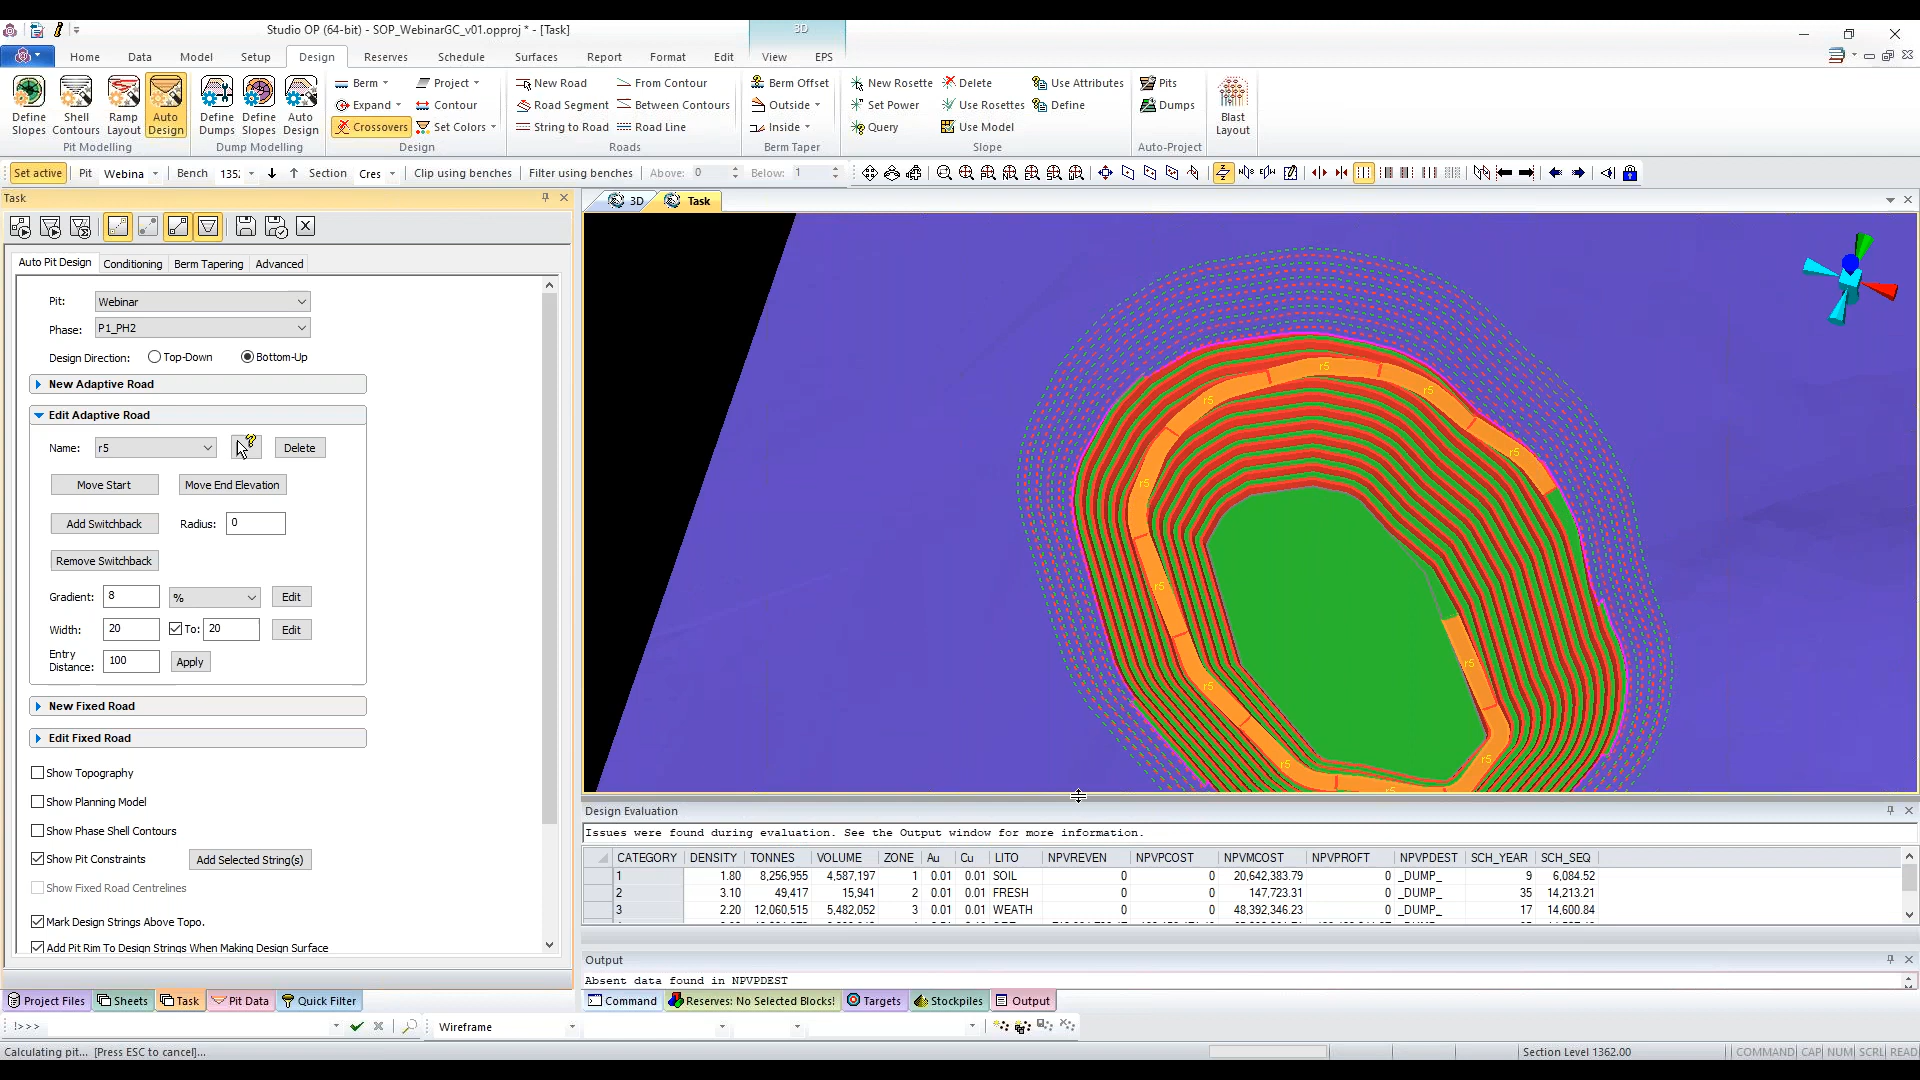 Studio OP (64-bit) - SOP_WebinarGC_v01.opproj * - [Task]
3D
Home Data Model Setup Design Reserves Schedule Surfaces Report Format Edit View EPS
Define Slopes
Shell Contours
Ramp Layout
Auto Design
Pit Modelling
Define Dumps
Define Slopes
Auto Design
Dump Modelling
Berm Project
Expand Contour
Crossovers Set Colors
Design
New Road From Contour
Road Segment Between Contours
String to Road Road Line
Roads
Berm Offset
Outside
Inside
Berm Taper
New Rosette Delete Use Attributes
Set Power Use Rosettes Define
Query Use Model
Slope
Pits
Dumps
Auto-Project
Blast Layout
Set active Pit Webina Bench 135 Section Cres Clip using benches Filter using benches Above: 0 Below: 1
Task
3D Task
Auto Pit Design Conditioning Berm Tapering Advanced
Pit: Webinar
Phase: P1_PH2
Design Direction: Top-Down Bottom-Up
New Adaptive Road
Edit Adaptive Road
Name: r5 Delete
Move Start Move End Elevation
Add Switchback Radius: 0
Remove Switchback
Gradient: 8 % Edit
Width: 20 To: 20 Edit
Entry Distance: 100 Apply
New Fixed Road
Edit Fixed Road
Show Topography
Show Planning Model
Show Phase Shell Contours
Show Pit Constraints Add Selected String(s)
Show Fixed Road Centrelines
Mark Design Strings Above Topo.
Add Pit Rim To Design Strings When Making Design Surface
r5
r5
r5
r5
r5
r5
r5
r5
r5
r5
Design Evaluation
Issues were found during evaluation. See the Output window for more information.
CATEGORY DENSITY TONNES VOLUME ZONE Au Cu LITO NPVREVEN NPVPCOST NPVMCOST NPVPROFT NPVPDEST SCH_YEAR SCH_SEQ
1 1.80 8,256,955 4,587,197 1 0.01 0.01 SOIL 0 0 20,642,383.79 0 _DUMP_ 9 6,084.52
2 3.10 49,417 15,941 2 0.01 0.01 FRESH 0 0 147,723.31 0 _DUMP_ 35 14,213.21
3 2.20 12,060,515 5,482,052 3 0.01 0.01 WEATH 0 0 48,392,346.23 0 _DUMP_ 17 14,600.84
Output
Absent data found in NPVPDEST
Project Files Sheets Task Pit Data Quick Filter
Command Reserves: No Selected Blocks! Targets Stockpiles Output
!>>> Wireframe
Calculating pit... [Press ESC to cancel]...
Section Level 1362.00
COMMAND CAP NUM SCRL READ